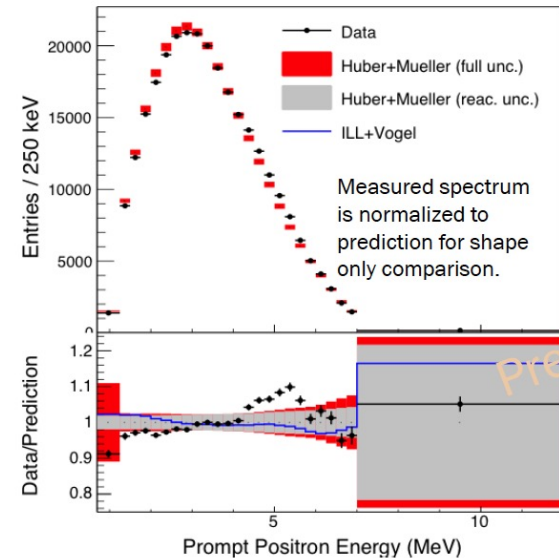 Data
Huber+Mueller (full unc.)
Huber+Mueller (reac. unc.)
ILL+Vogel
Measured spectrum
is normalized to
prediction for shape
only comparison.
Entries / 250 keV
20000
15000
10000
5000
0
Data/Prediction
1.2
1.1
1
0.9
0.8
Pre
5
10
Prompt Positron Energy (MeV)